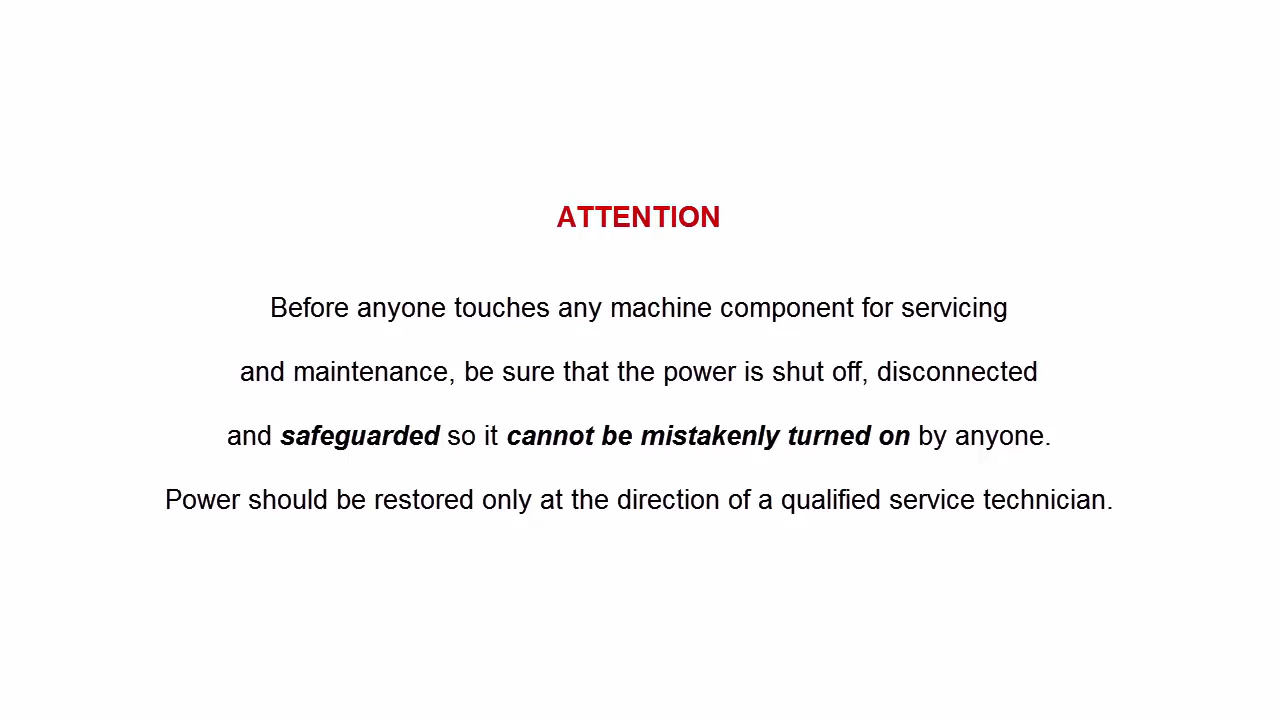 ATTENTION
Before anyone touches any machine component for servicing
and maintenance, be sure that the power is shut off, disconnected
and safeguarded so it cannot be mistakenly turned on by anyone.
Power should be restored only at the direction of a qualified service technician.